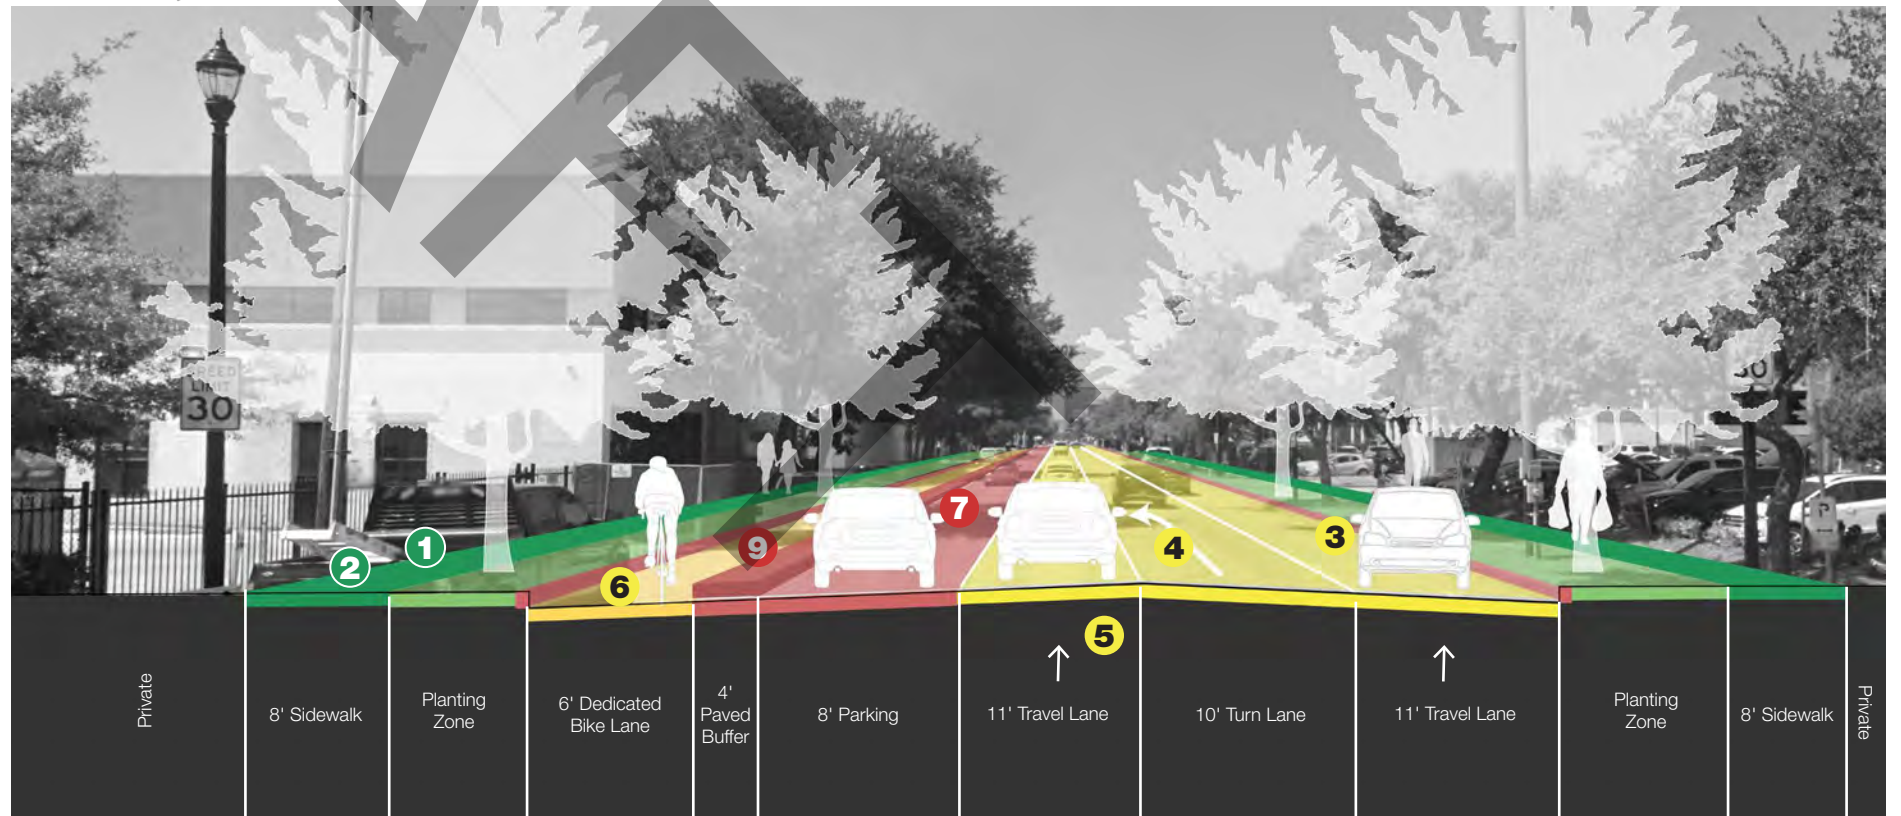 SPEED
LIMIT
30
30
1
2
3
4
5
6
7
9
Private
8' Sidewalk
Planting
Zone
6' Dedicated
Bike Lane
4'
Paved
Buffer
8' Parking
11' Travel Lane
10' Turn Lane
11' Travel Lane
Planting
Zone
8' Sidewalk
Private
P